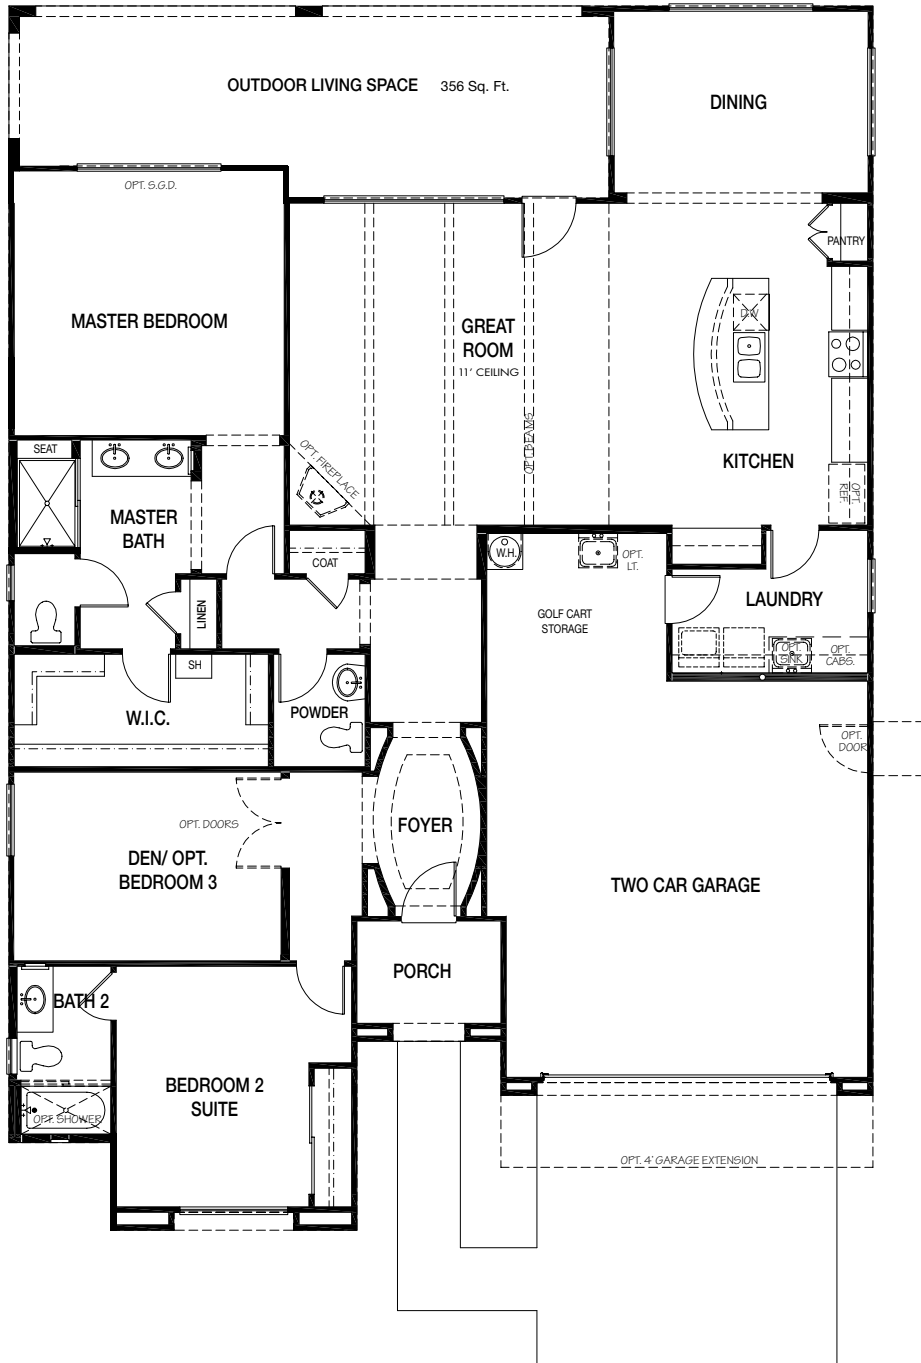 OUTDOOR LIVING SPACE 356 Sq. Ft.
DINING
OPT. S.G.D.
PANTRY
MASTER BEDROOM
GREAT
ROOM
11' CEILING
D/W
OPT. BEAMS
KITCHEN
OPT.
REF.
SEAT
OPT. FIREPLACE
MASTER
BATH
COAT
LINEN
W.H.
OPT.
LT.
GOLF CART
STORAGE
LAUNDRY
OPT.
SINK
OPT.
CABS.
SH
W.I.C.
POWDER
OPT.
DOOR
OPT. DOORS
FOYER
DEN/ OPT.
BEDROOM 3
TWO CAR GARAGE
PORCH
BATH 2
BEDROOM 2
SUITE
OPT. SHOWER
OPT. 4' GARAGE EXTENSION